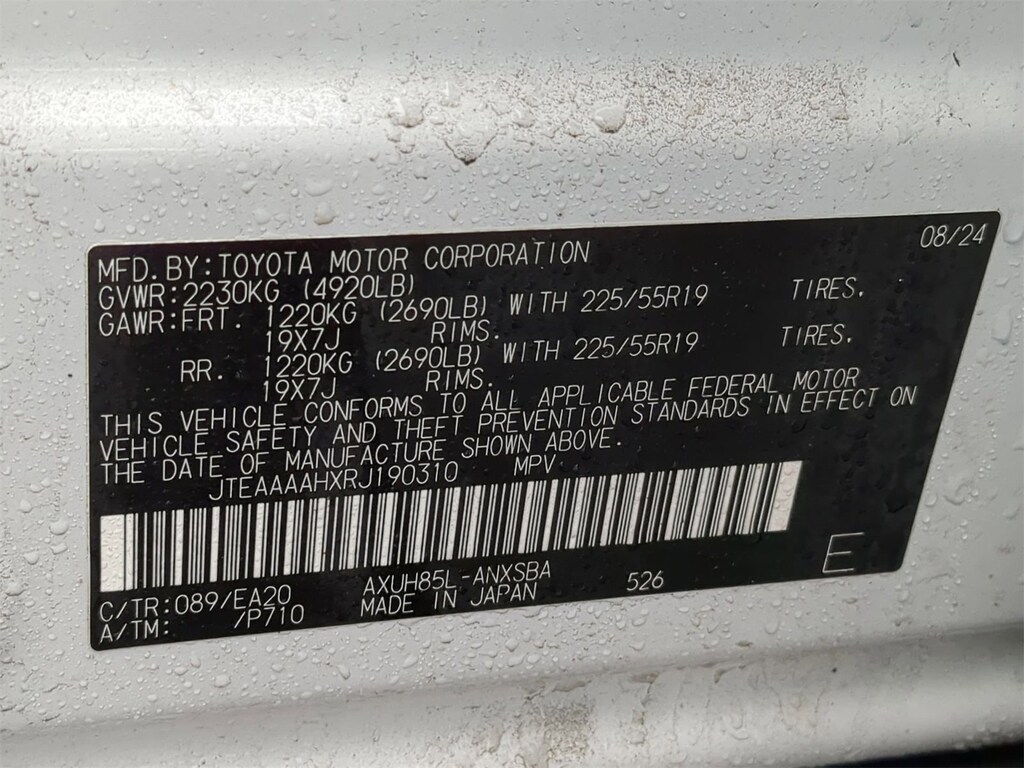 08/24
MFD. BY: TOYOTA MOTOR CORPORATION
GVWR: 2230KG (4920LB)
GAWR: FRT. 1220KG (2690LB) WITH 225/55R19 TIRES.
19X7J RIMS.
RR. 1220KG (2690LB) WITH 225/55R19 TIRES.
19X7J RIMS.
THIS VEHICLE CONFORMS TO ALL APPLICABLE FEDERAL MOTOR
VEHICLE SAFETY AND THEFT PREVENTION STANDARDS IN EFFECT ON
THE DATE OF MANUFACTURE SHOWN ABOVE.
JTEAAAAHXRJ190310 MPV
C/TR: 089/EA20 AXUH85L-ANXSBA 526 E
A/TM: /P710 MADE IN JAPAN